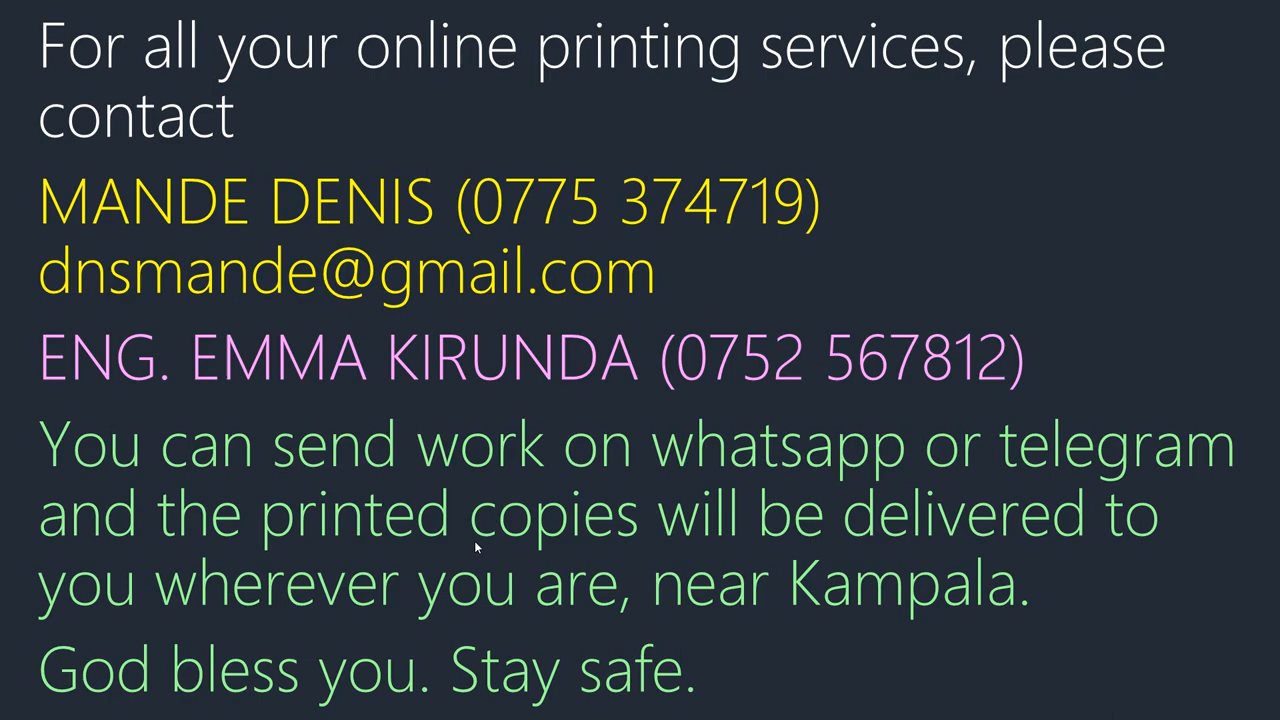 For all your online printing services, please
contact
MANDE DENIS (0775 374719)
dnsmande@gmail.com
ENG. EMMA KIRUNDA (0752 567812)
You can send work on whatsapp or telegram
and the printed copies will be delivered to
you wherever you are, near Kampala.
God bless you. Stay safe.